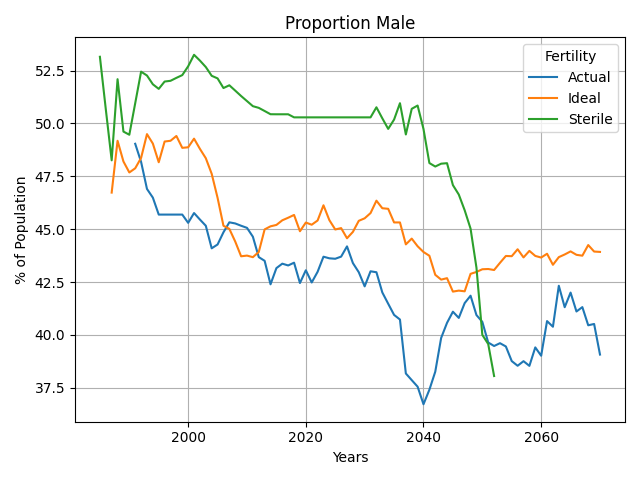 Proportion Male
Fertility
Actual
Ideal
Sterile
% of Population
52.5
50.0
47.5
45.0
42.5
40.0
37.5
2000
2020
2040
2060
Years